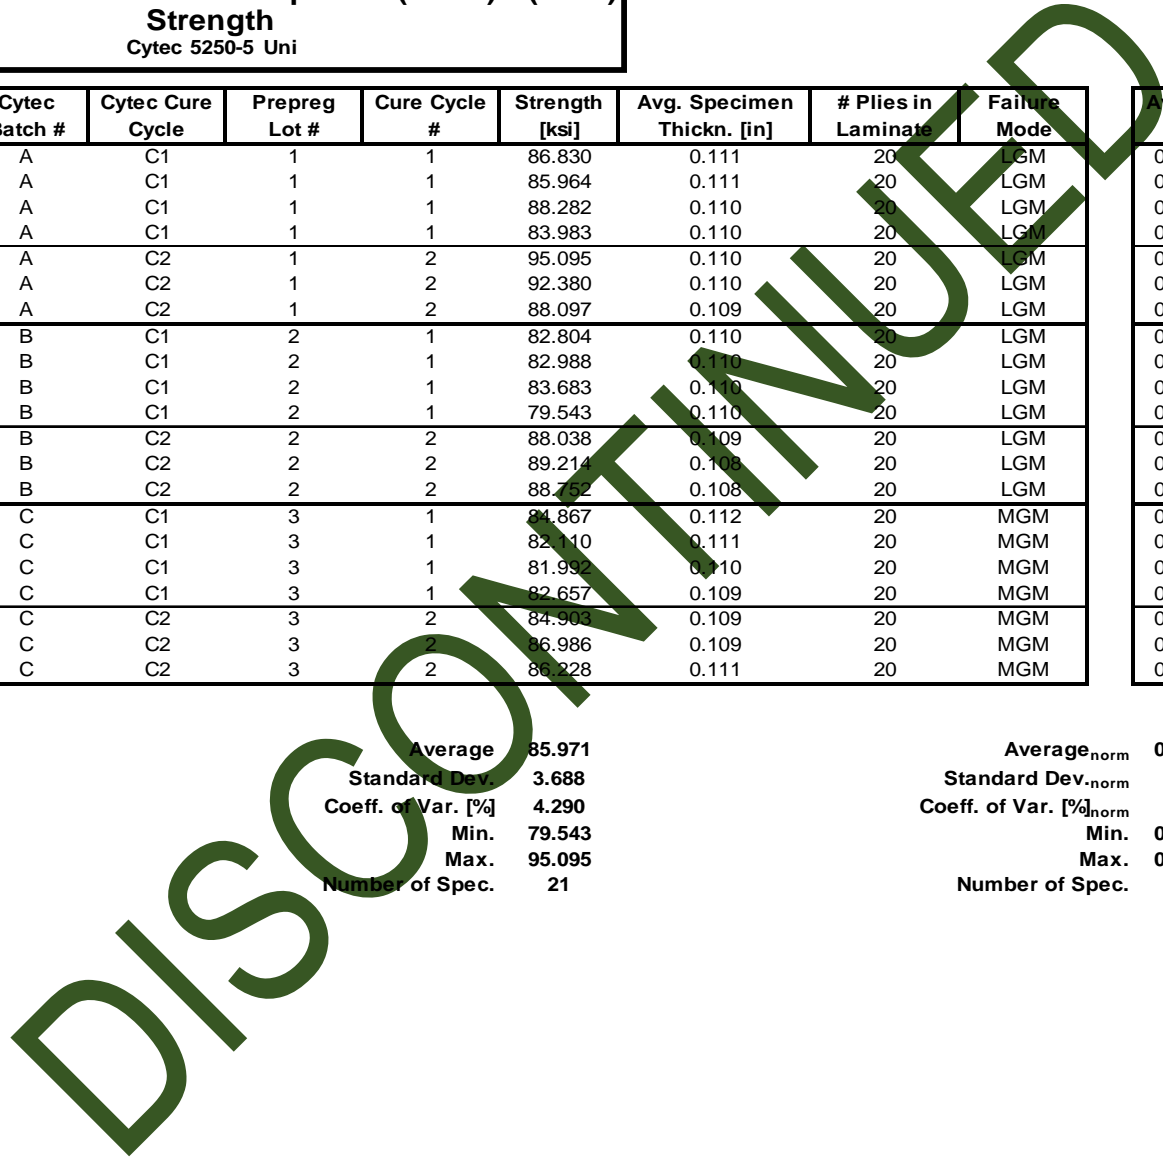 Strength
Cytec 5250-5 Uni
Cytec Cytec Cure Prepreg Cure Cycle Strength Avg. Specimen # Plies in Failure
Batch # Cycle Lot # # [ksi] Thickn. [in] Laminate Mode
A C1 1 1 86.830 0.111 20 LGM
A C1 1 1 85.964 0.111 20 LGM
A C1 1 1 88.282 0.110 20 LGM
A C1 1 1 83.983 0.110 20 LGM
A C2 1 2 95.095 0.110 20 LGM
A C2 1 2 92.380 0.110 20 LGM
A C2 1 2 88.097 0.109 20 LGM
B C1 2 1 82.804 0.110 20 LGM
B C1 2 1 82.988 0.110 20 LGM
B C1 2 1 83.683 0.110 20 LGM
B C1 2 1 79.543 0.110 20 LGM
B C2 2 2 88.038 0.109 20 LGM
B C2 2 2 89.214 0.108 20 LGM
B C2 2 2 88.752 0.108 20 LGM
C C1 3 1 84.867 0.112 20 MGM
C C1 3 1 82.110 0.111 20 MGM
C C1 3 1 81.992 0.110 20 MGM
C C1 3 1 82.657 0.109 20 MGM
C C2 3 2 84.903 0.109 20 MGM
C C2 3 2 86.986 0.109 20 MGM
C C2 3 2 86.228 0.111 20 MGM
Average 85.971 Average norm
Standard Dev. 3.688 Standard Dev. norm
Coeff. of Var. [%] 4.290 Coeff. of Var. [%] norm
Min. 79.543 Min.
Max. 95.095 Max.
Number of Spec. 21 Number of Spec.
DISCONTINUED